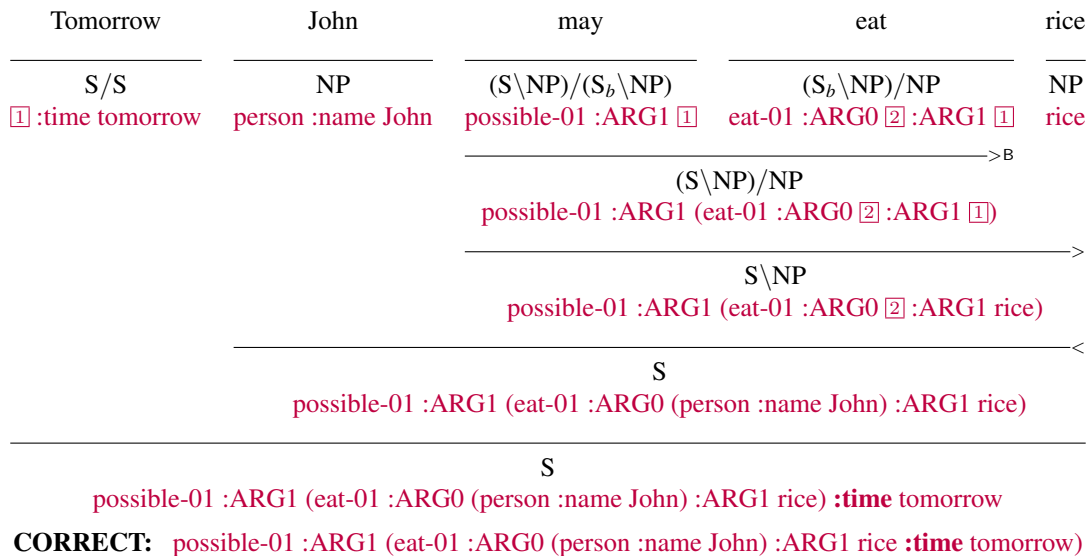 Tomorrow John may eat rice
S/S NP (S\NP)/(S_b\NP) (S_b\NP)/NP NP
1 :time tomorrow person :name John possible-01 :ARG1 1 eat-01 :ARG0 2 :ARG1 1 rice
>B
(S\NP)/NP
possible-01 :ARG1 (eat-01 :ARG0 2 :ARG1 1)
>
S\NP
possible-01 :ARG1 (eat-01 :ARG0 2 :ARG1 rice)
<
S
possible-01 :ARG1 (eat-01 :ARG0 (person :name John) :ARG1 rice)
S
possible-01 :ARG1 (eat-01 :ARG0 (person :name John) :ARG1 rice) :time tomorrow
CORRECT: possible-01 :ARG1 (eat-01 :ARG0 (person :name John) :ARG1 rice :time tomorrow)